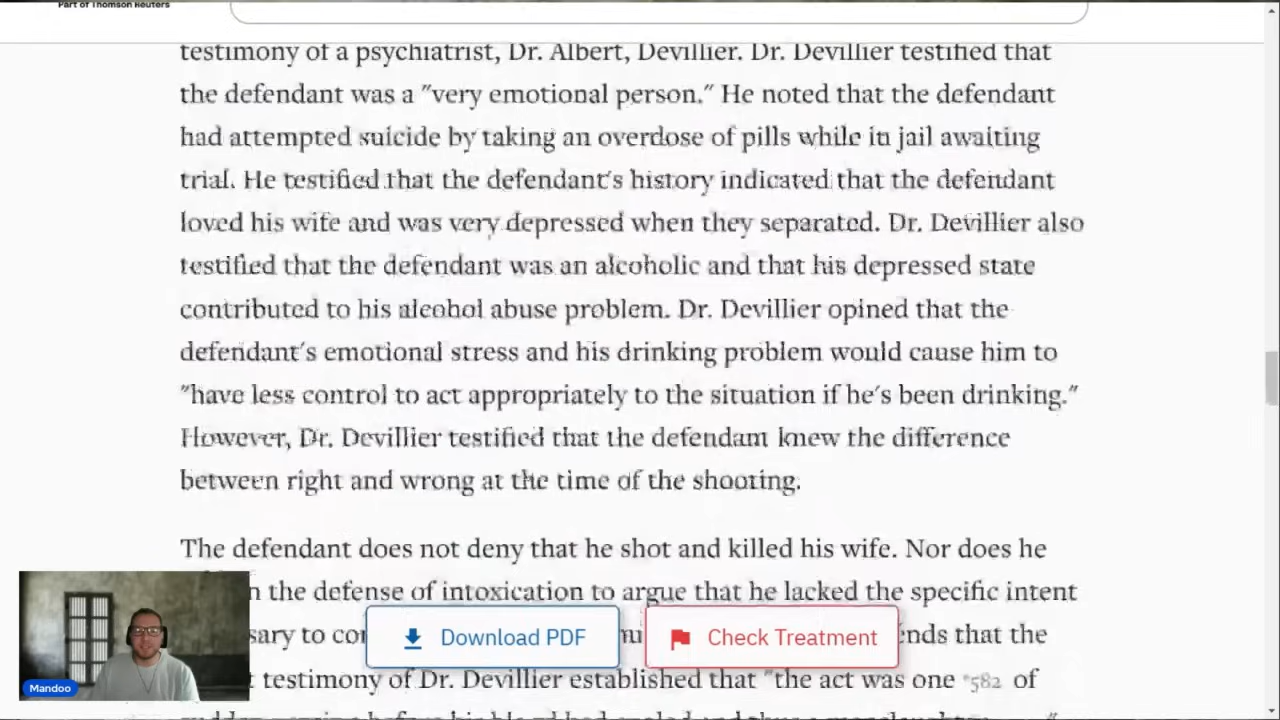 Part of Thomson Reuters
testimony of a psychiatrist, Dr. Albert, Devillier. Dr. Devillier testified that
the defendant was a "very emotional person." He noted that the defendant
had attempted suicide by taking an overdose of pills while in jail awaiting
trial. He testified that the defendant's history indicated that the defendant
loved his wife and was very depressed when they separated. Dr. Devillier also
testified that the defendant was an alcoholic and that his depressed state
contributed to his alcohol abuse problem. Dr. Devillier opined that the
defendant's emotional stress and his drinking problem would cause him to
"have less control to act appropriately to the situation if he's been drinking."
However, Dr. Devillier testified that the defendant knew the difference
between right and wrong at the time of the shooting.
The defendant does not deny that he shot and killed his wife. Nor does he
the defense of intoxication to argue that he lacked the specific intent
sary to nds that the
Download PDF
Check Treatment
testimony of Dr. Devillier established that "the act was one *582 of
Mandoo